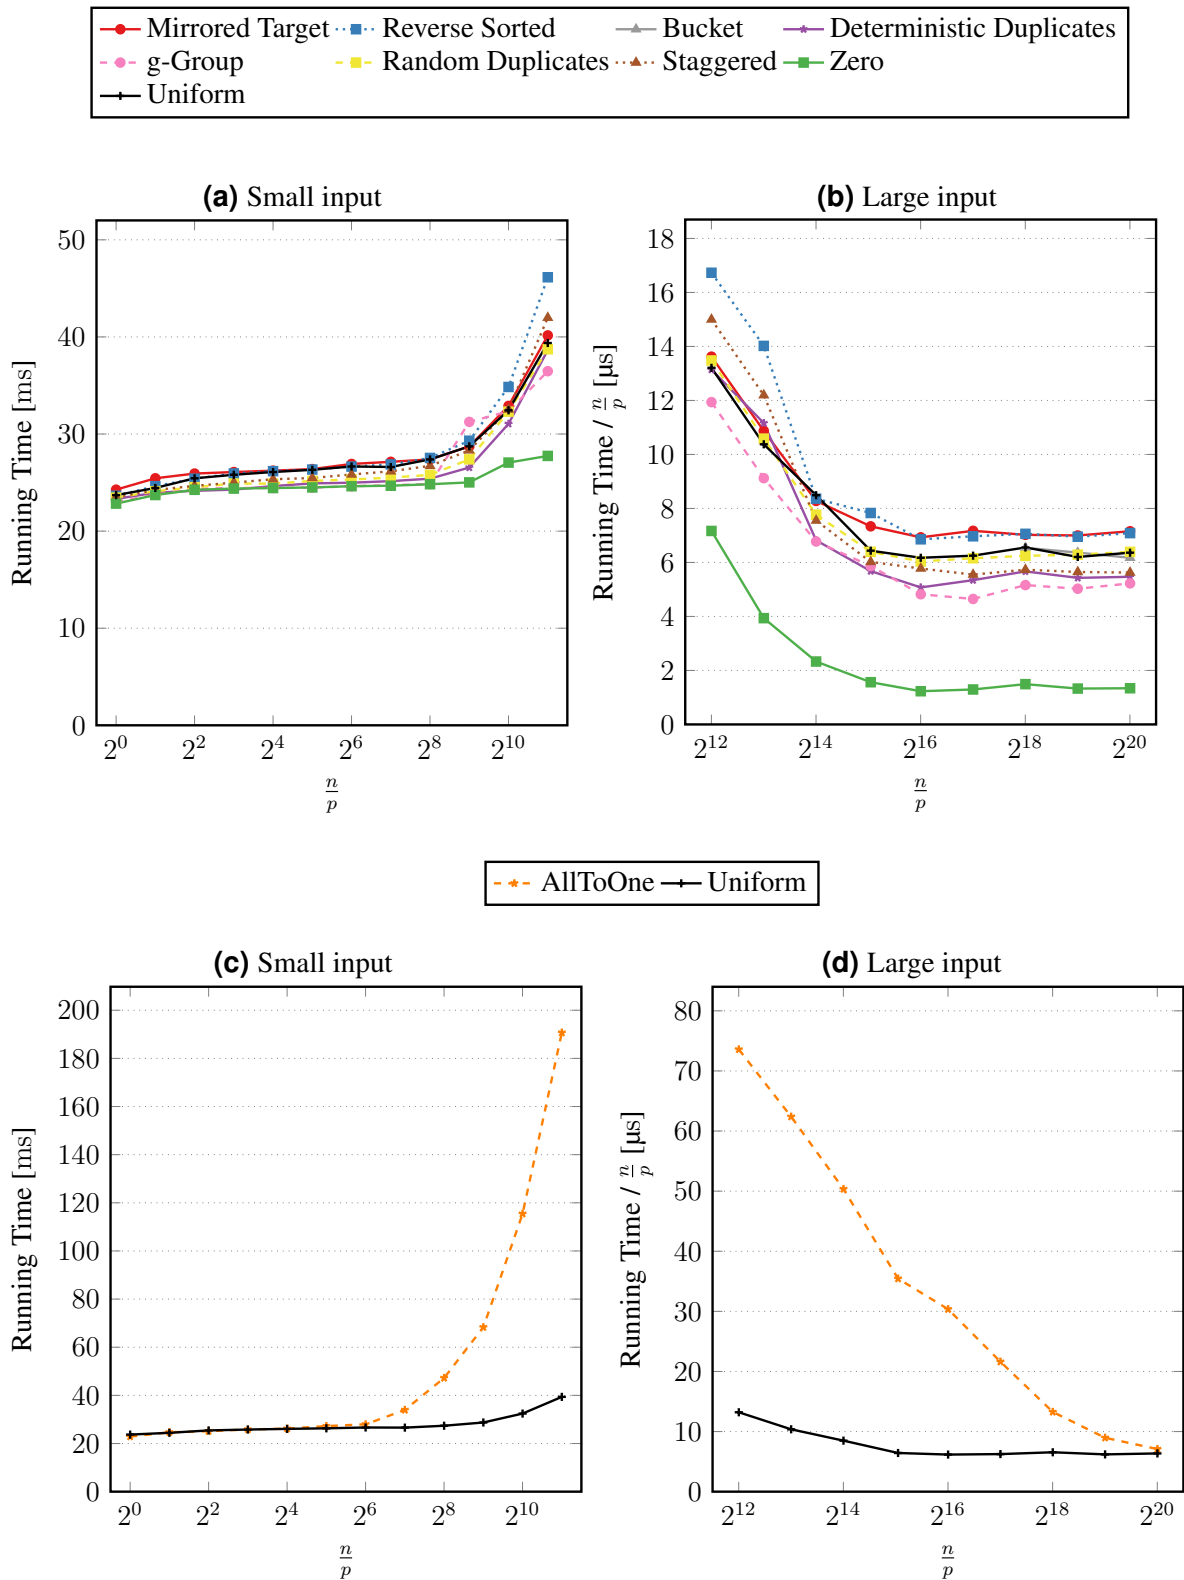 Mirrored Target Reverse Sorted Bucket Deterministic Duplicates
g-Group Random Duplicates Staggered Zero
Uniform
(a) Small input
50
40
30
20
10
0
Running Time [ms]
2^0 2^2 2^4 2^6 2^8 2^10
n/p
(b) Large input
18
16
14
12
10
8
6
4
2
0
Running Time / n/p [µs]
2^12 2^14 2^16 2^18 2^20
n/p
AllToOne Uniform
(c) Small input
200
180
160
140
120
100
80
60
40
20
0
Running Time [ms]
2^0 2^2 2^4 2^6 2^8 2^10
n/p
(d) Large input
80
70
60
50
40
30
20
10
0
Running Time / n/p [µs]
2^12 2^14 2^16 2^18 2^20
n/p